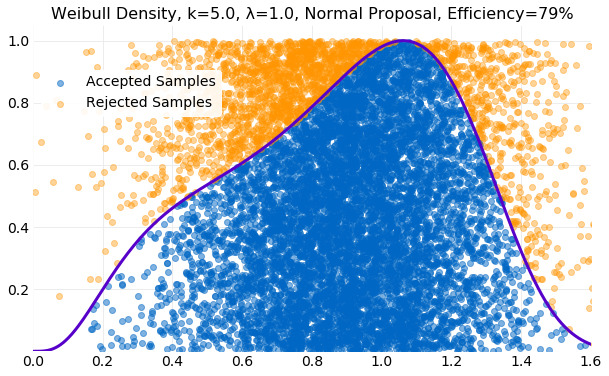 Weibull Density, k=5.0, λ=1.0, Normal Proposal, Efficiency=79%
1.0
Accepted Samples
Rejected Samples
0.8
0.6
0.4
0.2
0.0 0.2 0.4 0.6 0.8 1.0 1.2 1.4 1.6